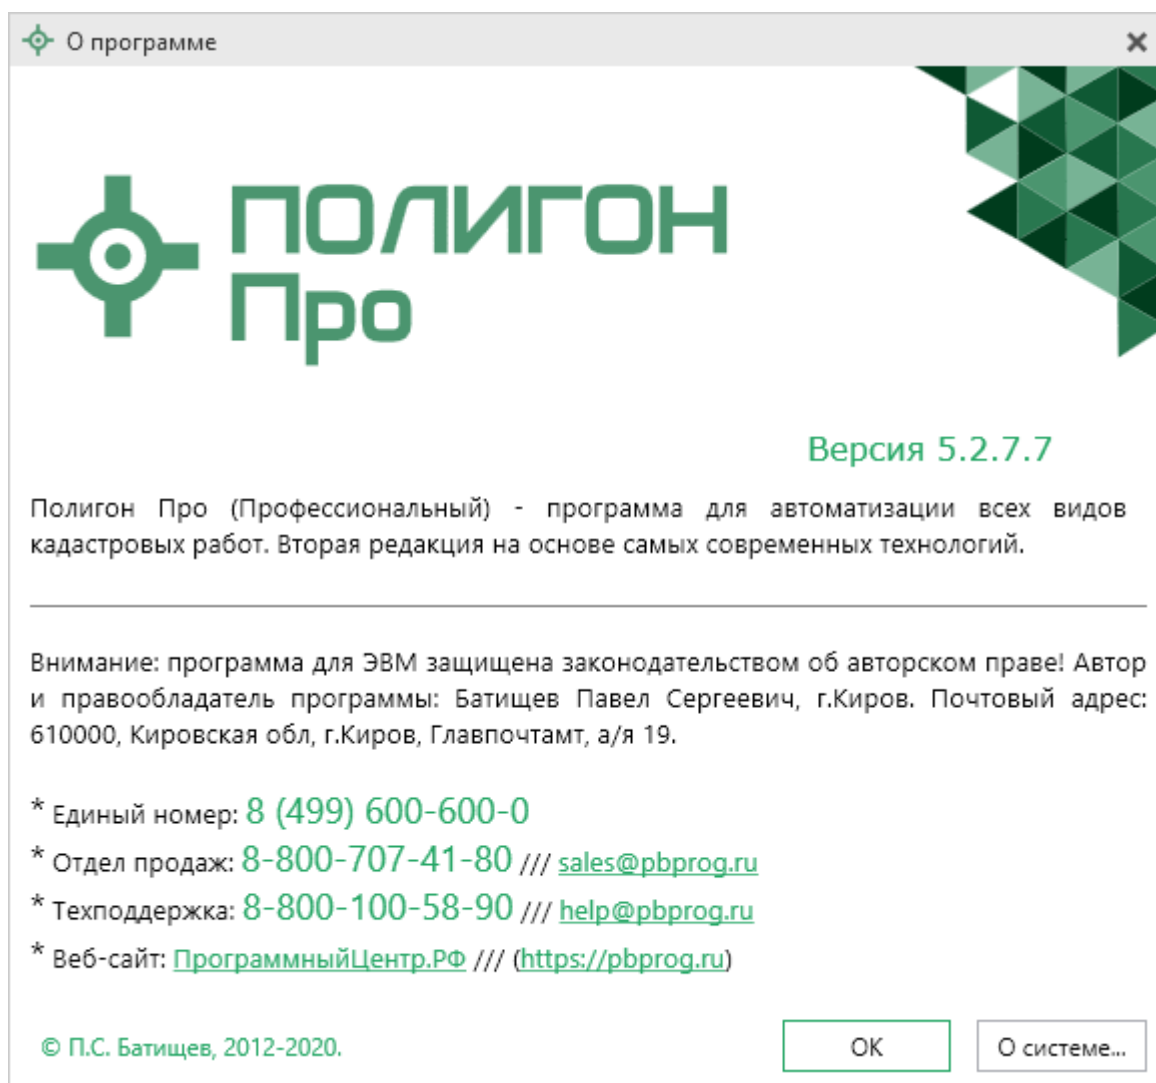 О программе
ПОЛИГОН
Про
Версия 5.2.7.7
Полигон Про (Профессиональный) - программа для автоматизации всех видов
кадастровых работ. Вторая редакция на основе самых современных технологий.
Внимание: программа для ЭВМ защищена законодательством об авторском праве! Автор
и правообладатель программы: Батищев Павел Сергеевич, г.Киров. Почтовый адрес:
610000, Кировская обл, г.Киров, Главпочтамт, а/я 19.
* Единый номер: 8 (499) 600-600-0
* Отдел продаж: 8-800-707-41-80 /// sales@pbprog.ru
* Техподдержка: 8-800-100-58-90 /// help@pbprog.ru
* Веб-сайт: ПрограммныйЦентр.РФ /// (https://pbprog.ru)
© П.С. Батищев, 2012-2020.
ОК
О системе...